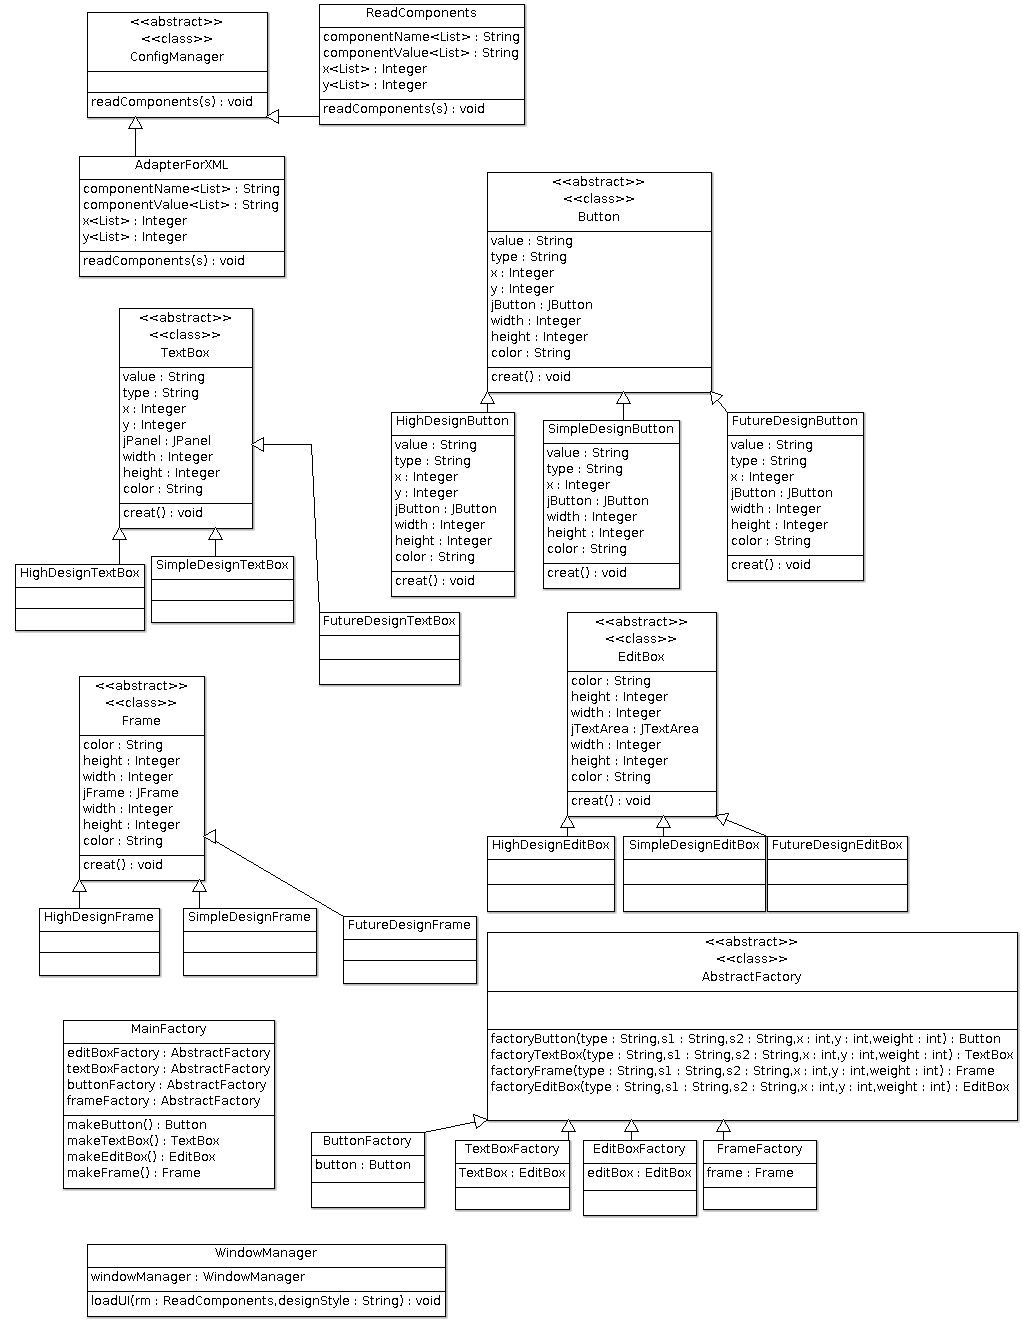 <<abstract>>
<<class>>
ConfigManager
readComponents(s) : void
ReadComponents
componentName<List> : String
componentValue<List> : String
x<List> : Integer
y<List> : Integer
readComponents(s) : void
AdapterForXML
componentName<List> : String
componentValue<List> : String
x<List> : Integer
y<List> : Integer
readComponents(s) : void
<<abstract>>
<<class>>
Button
value : String
type : String
x : Integer
y : Integer
jButton : JButton
width : Integer
height : Integer
color : String
creat() : void
<<abstract>>
<<class>>
TextBox
value : String
type : String
x : Integer
y : Integer
jPanel : JPanel
width : Integer
height : Integer
color : String
creat() : void
HighDesignButton
value : String
type : String
x : Integer
y : Integer
jButton : JButton
width : Integer
height : Integer
color : String
creat() : void
SimpleDesignButton
value : String
type : String
x : Integer
jButton : JButton
width : Integer
height : Integer
color : String
creat() : void
FutureDesignButton
value : String
type : String
x : Integer
jButton : JButton
width : Integer
height : Integer
color : String
creat() : void
HighDesignTextBox
SimpleDesignTextBox
FutureDesignTextBox
<<abstract>>
<<class>>
EditBox
color : String
height : Integer
width : Integer
jTextArea : JTextArea
width : Integer
height : Integer
color : String
creat() : void
<<abstract>>
<<class>>
Frame
color : String
height : Integer
width : Integer
jFrame : JFrame
width : Integer
height : Integer
color : String
creat() : void
HighDesignEditBox
SimpleDesignEditBox
FutureDesignEditBox
HighDesignFrame
SimpleDesignFrame
FutureDesignFrame
<<abstract>>
<<class>>
AbstractFactory
factoryButton(type : String,s1 : String,s2 : String,x : int,y : int,weight : int) : Button
factoryTextBox(type : String,s1 : String,s2 : String,x : int,y : int,weight : int) : TextBox
factoryFrame(type : String,s1 : String,s2 : String,x : int,y : int,weight : int) : Frame
factoryEditBox(type : String,s1 : String,s2 : String,x : int,y : int,weight : int) : EditBox
MainFactory
editBoxFactory : AbstractFactory
textBoxFactory : AbstractFactory
buttonFactory : AbstractFactory
frameFactory : AbstractFactory
makeButton() : Button
makeTextBox() : TextBox
makeEditBox() : EditBox
makeFrame() : Frame
ButtonFactory
button : Button
TextBoxFactory
TextBox : EditBox
EditBoxFactory
editBox : EditBox
FrameFactory
frame : Frame
WindowManager
windowManager : WindowManager
loadUI(rm : ReadComponents,designStyle : String) : void